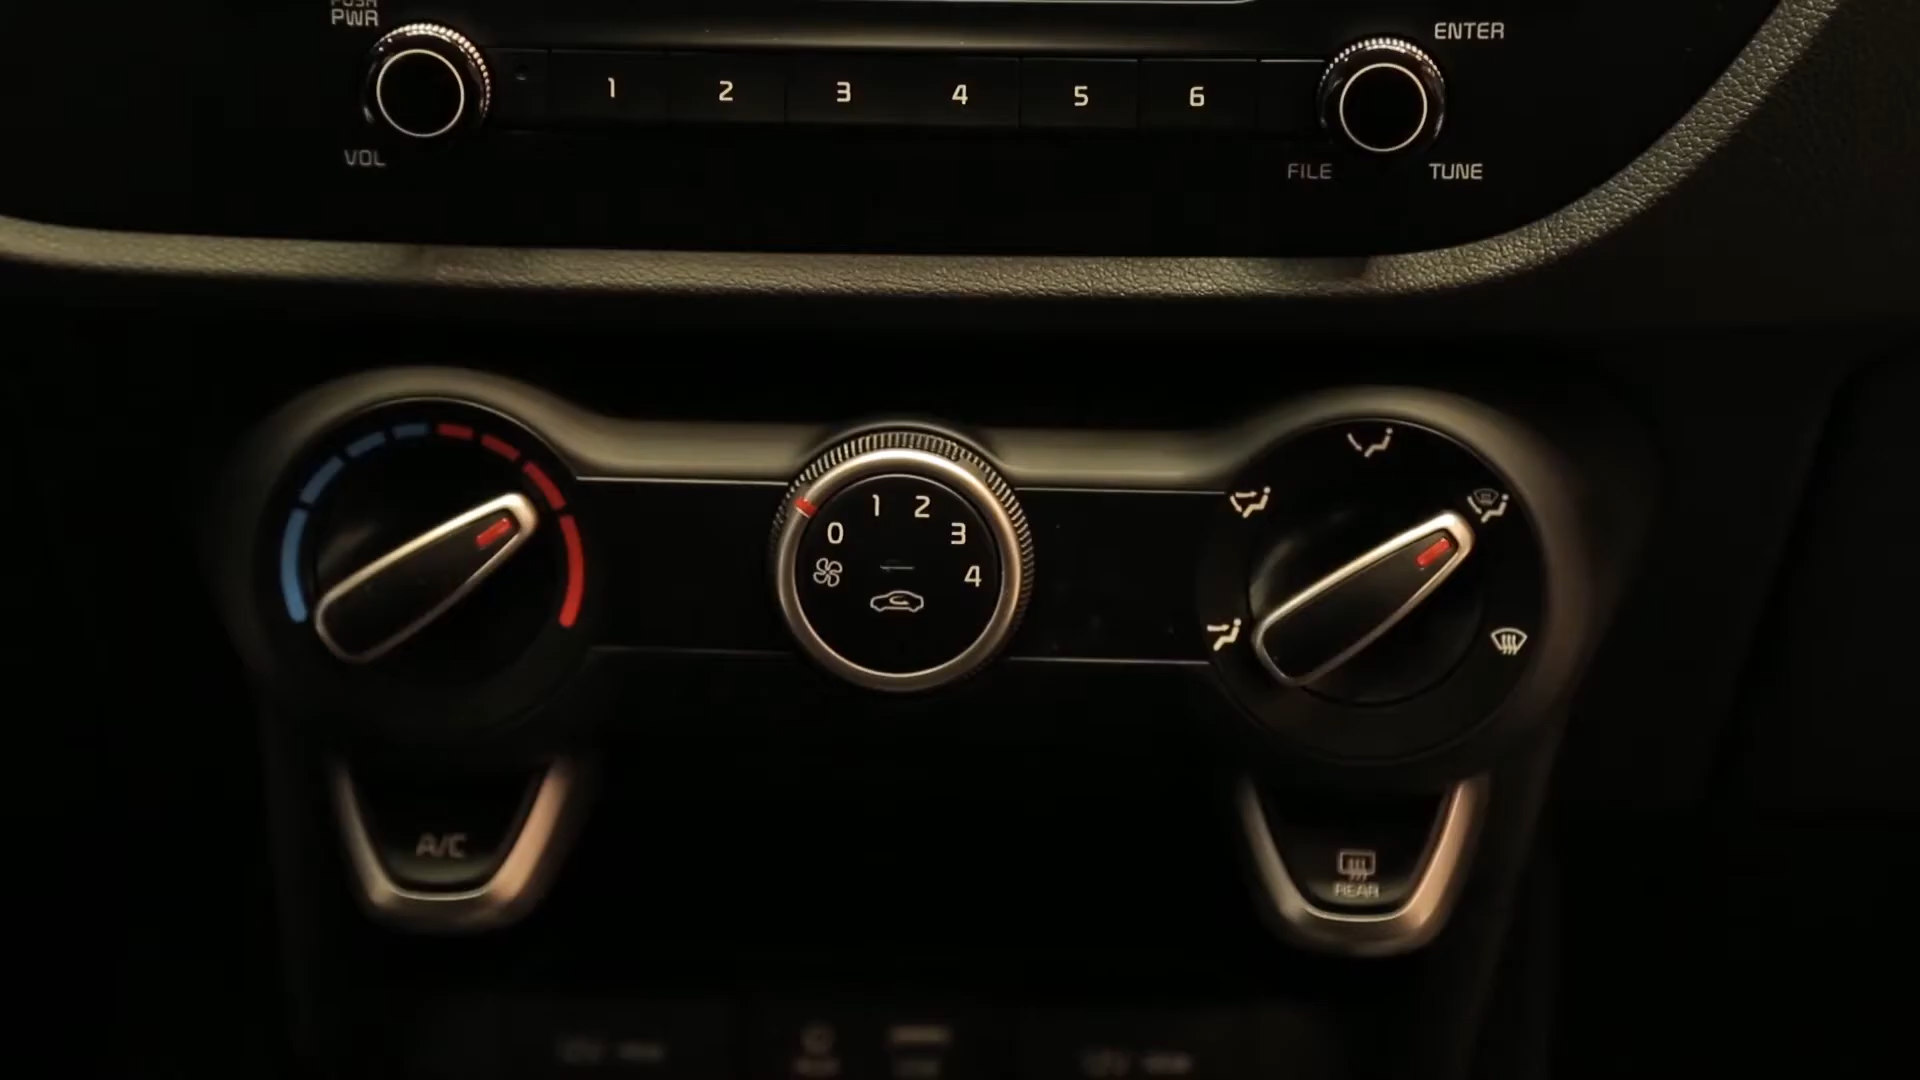 PUSH
PWR
ENTER
1 2 3 4 5 6
VOL
FILE TUNE
1 2
0 3
4
A/C
REAR